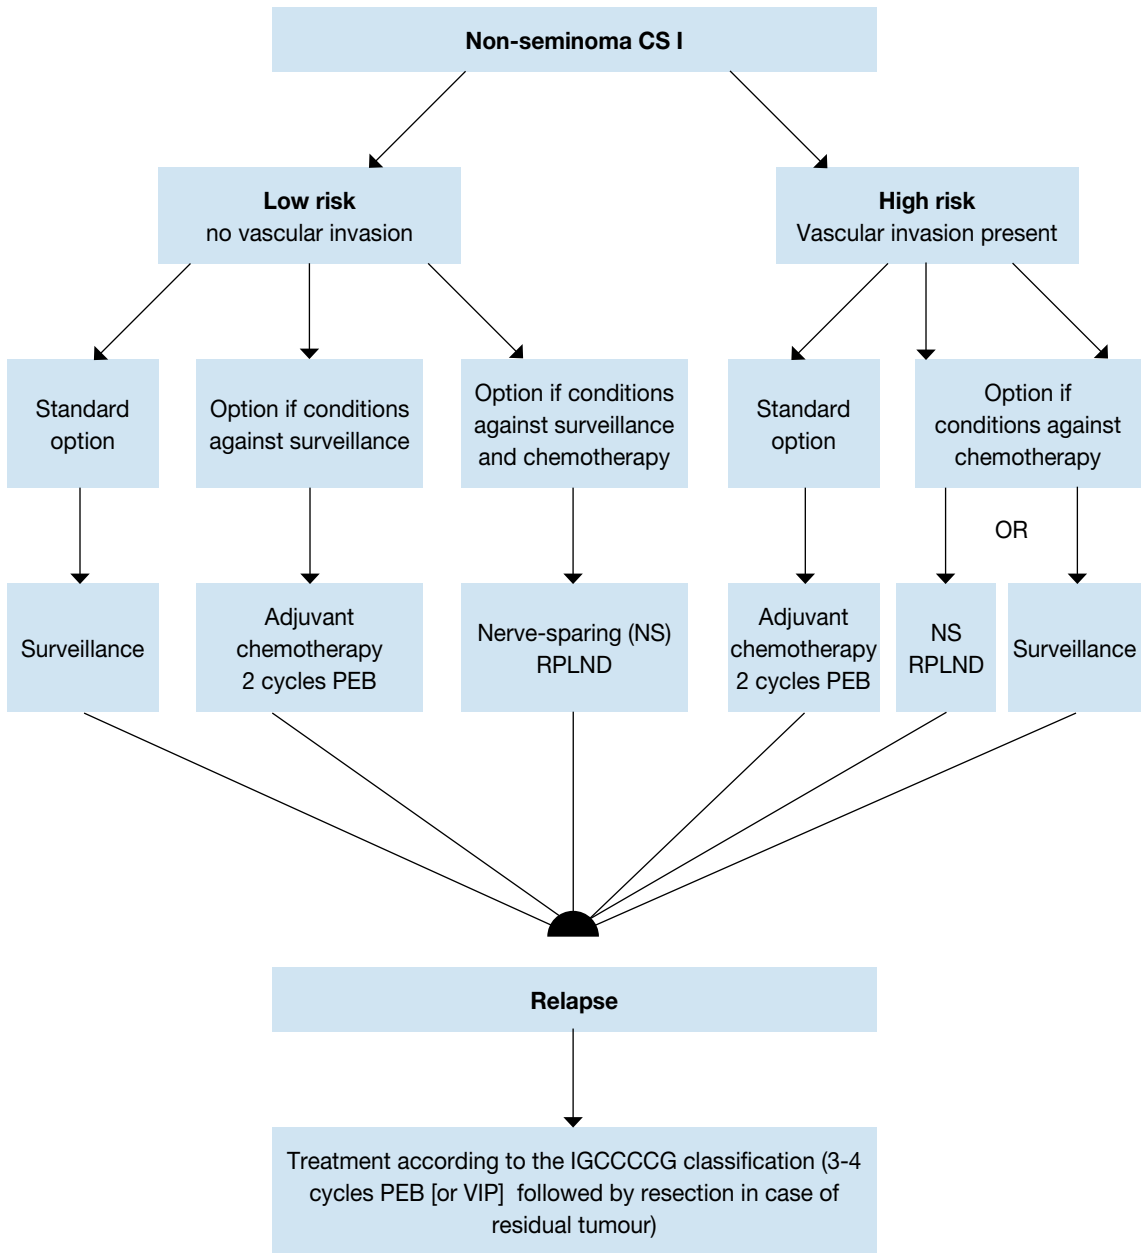 Non-seminoma CS I
Low risk
no vascular invasion
High risk
Vascular invasion present
Standard
option
Option if conditions
against surveillance
Option if conditions
against surveillance
and chemotherapy
Standard
option
Option if
conditions against
chemotherapy
OR
Surveillance
Adjuvant
chemotherapy
2 cycles PEB
Nerve-sparing (NS)
RPLND
Adjuvant
chemotherapy
2 cycles PEB
NS
RPLND
Surveillance
Relapse
Treatment according to the IGCCCCG classification (3-4
cycles PEB [or VIP] followed by resection in case of
residual tumour)